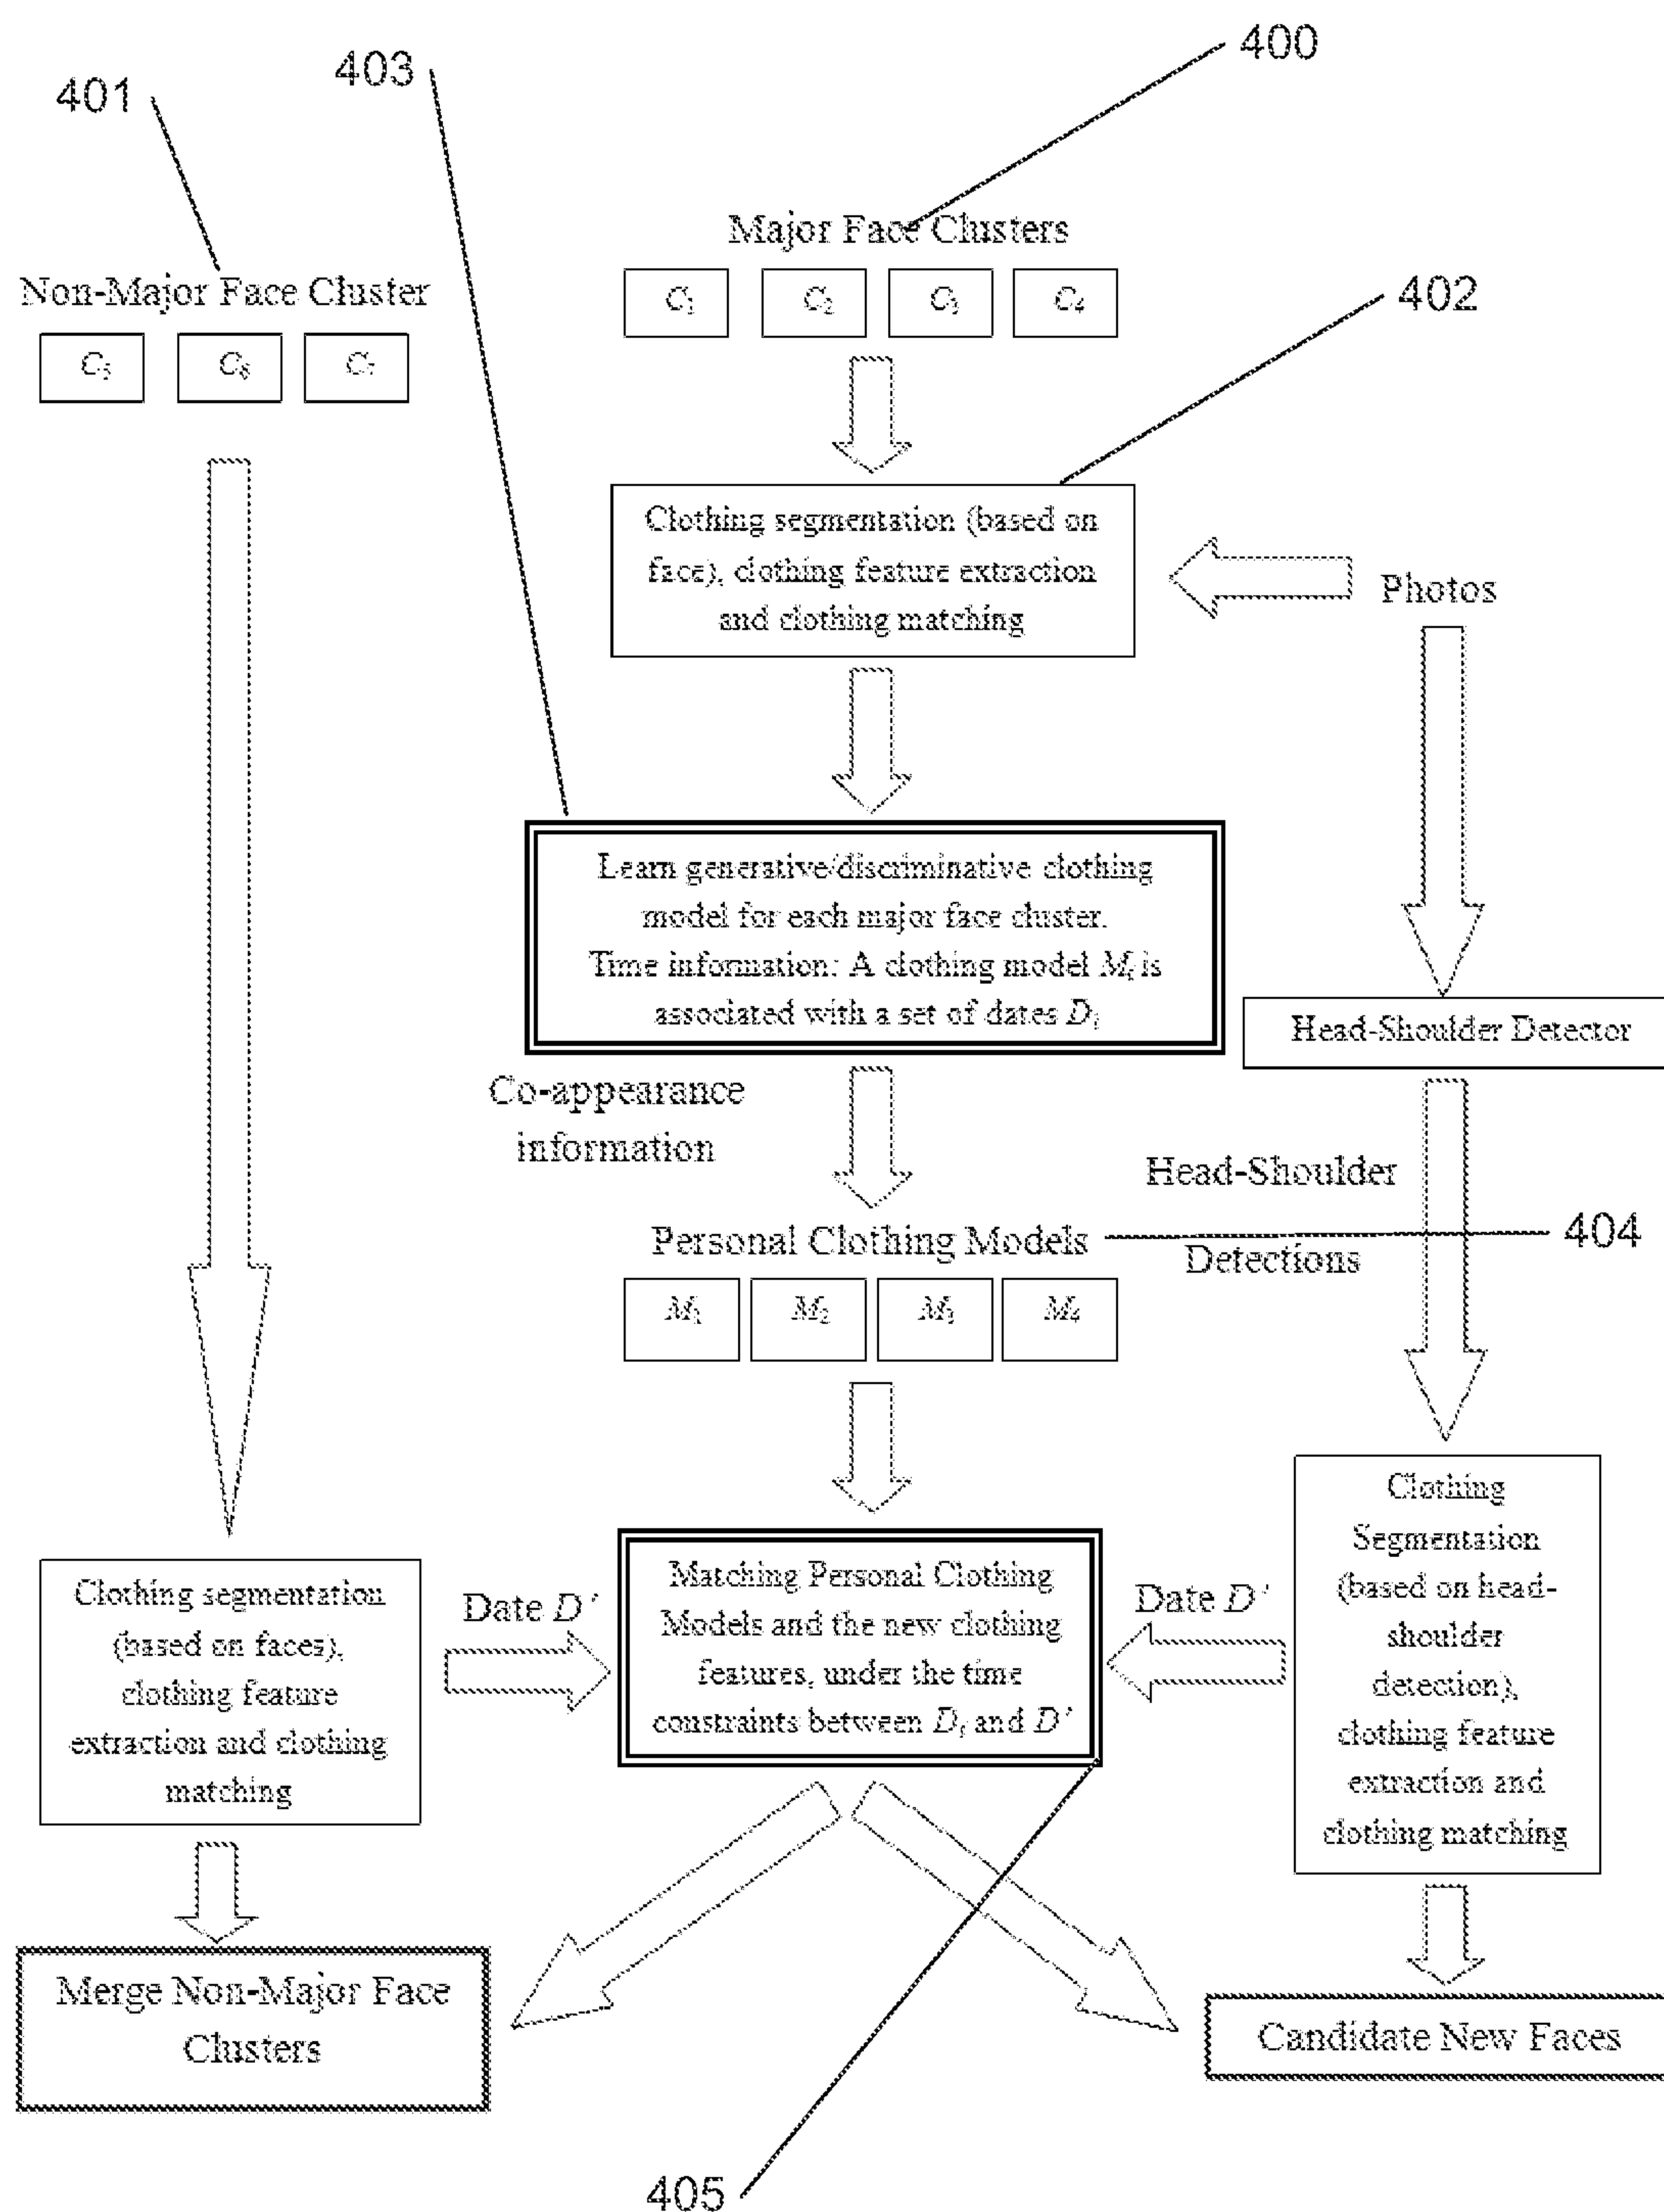 400
403
401
Major Face Clusters
Non-Major Face Cluster
C₁ C₂ C₃ C₄
402
C₅ C₆ C₇
Clothing segmentation (based on
face), clothing feature extraction
and clothing matching
Photos
Learn generative/discriminative clothing
model for each major face cluster.
Time information: A clothing model Mᵢ is
associated with a set of dates Dᵢ
Head-Shoulder Detector
Co-appearance
information
Head-Shoulder
Detections
404
Personal Clothing Models
M₁ M₂ M₃ M₄
Clothing segmentation
(based on faces),
clothing feature
extraction and clothing
matching
Date D'
Matching Personal Clothing
Models and the new clothing
features, under the time
constraints between Dᵢ and D'
Date D'
Clothing
Segmentation
(based on head-
shoulder
detection),
clothing feature
extraction and
clothing matching
Merge Non-Major Face
Clusters
Candidate New Faces
405